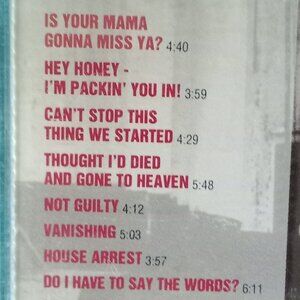 IS YOUR MAMA
GONNA MISS YA? 4:40
HEY HONEY -
I'M PACKIN' YOU IN! 3:59
CAN'T STOP THIS
THING WE STARTED 4:29
THOUGHT I'D DIED
AND GONE TO HEAVEN 5:48
NOT GUILTY 4:12
VANISHING 5:03
HOUSE ARREST 3:57
DO I HAVE TO SAY THE WORDS? 6:11